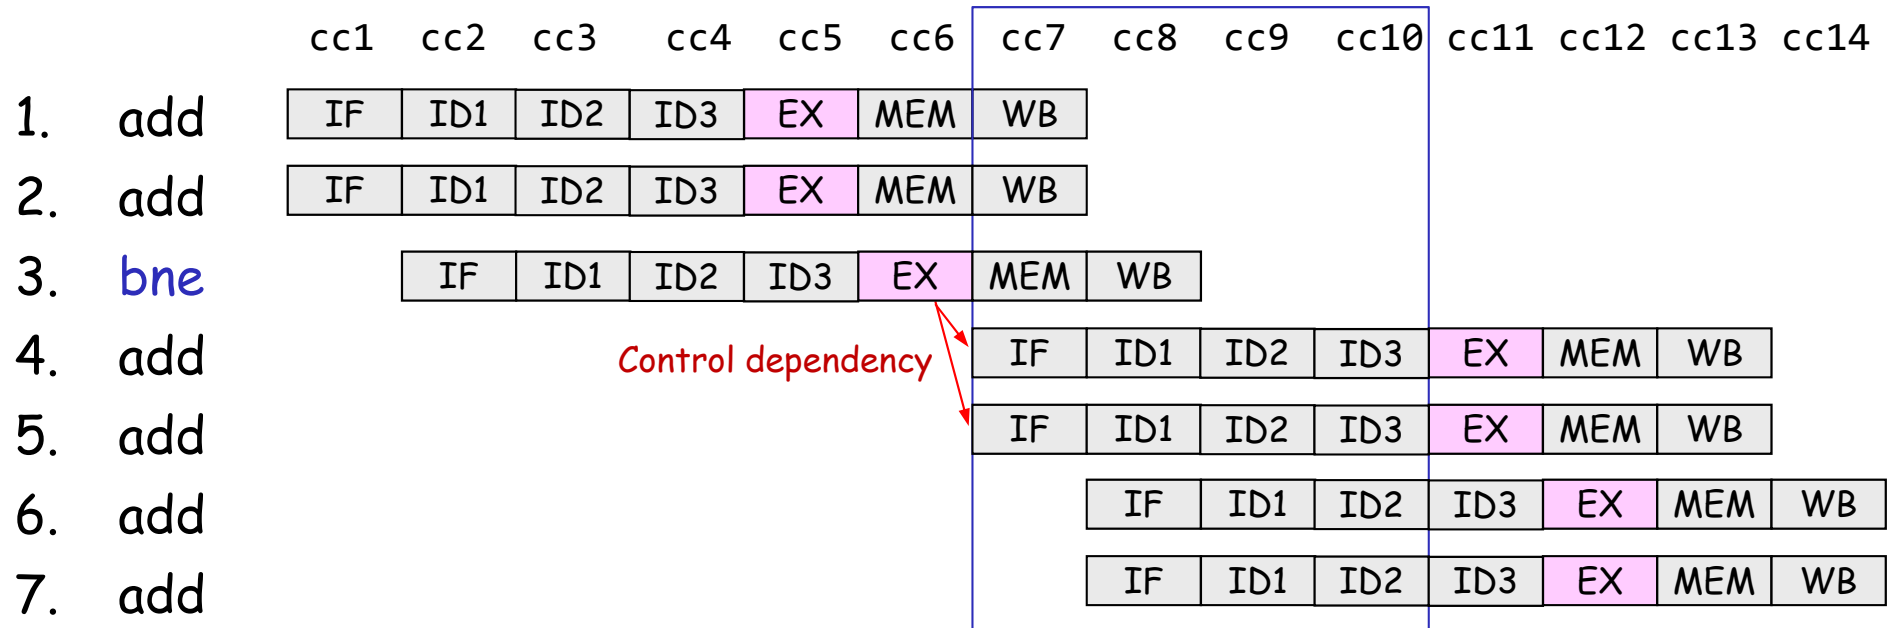 cc1 cc2 cc3 cc4 cc5 cc6 cc7 cc8 cc9 cc10 cc11 cc12 cc13 cc14
1. add IF ID1 ID2 ID3 EX MEM WB
2. add IF ID1 ID2 ID3 EX MEM WB
3. bne IF ID1 ID2 ID3 EX MEM WB
4. add Control dependency IF ID1 ID2 ID3 EX MEM WB
5. add IF ID1 ID2 ID3 EX MEM WB
6. add IF ID1 ID2 ID3 EX MEM WB
7. add IF ID1 ID2 ID3 EX MEM WB